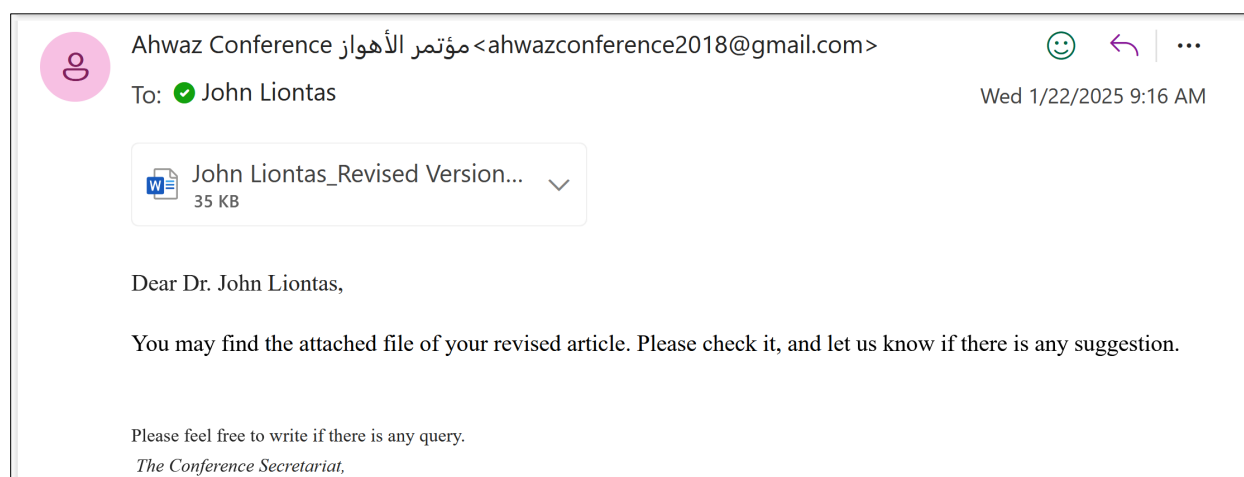 Ahwaz Conference مؤتمر الأهواز<ahwazconference2018@gmail.com>
To: John Liontas
Wed 1/22/2025 9:16 AM
John Liontas_Revised Version...
35 KB
Dear Dr. John Liontas,
You may find the attached file of your revised article. Please check it, and let us know if there is any suggestion.
Please feel free to write if there is any query.
The Conference Secretariat,